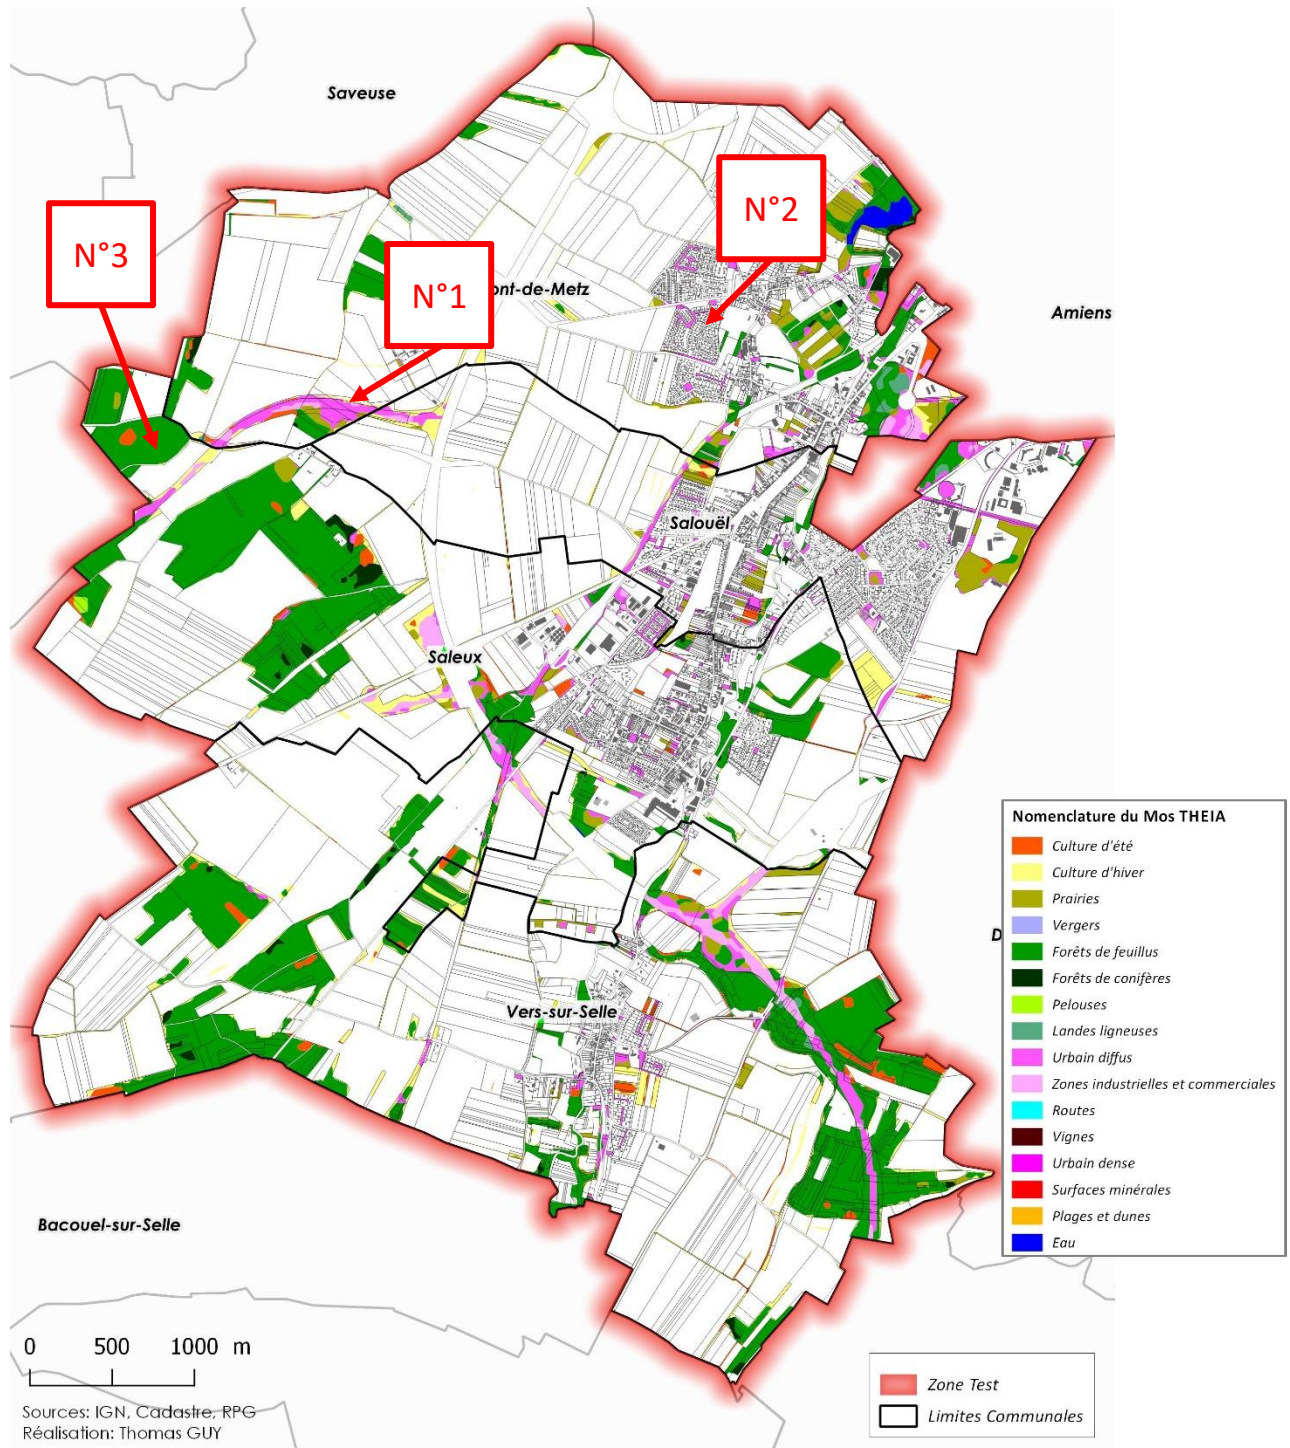 Saveuse
N°2
N°3
N°1
ont-de-Metz
Amiens
Salouël
Saleux
Nomenclature du Mos THEIA
Culture d'été
Culture d'hiver
Prairies
Vergers
Forêts de feuillus
Forêts de conifères
Pelouses
Landes ligneuses
Urbain diffus
Zones industrielles et commerciales
Routes
Vignes
Urbain dense
Surfaces minérales
Plages et dunes
Eau
D
Vers-sur-Selle
Bacouel-sur-Selle
0 500 1000 m
Sources: IGN, Cadastre, RPG
Réalisation: Thomas GUY
Zone Test
Limites Communales